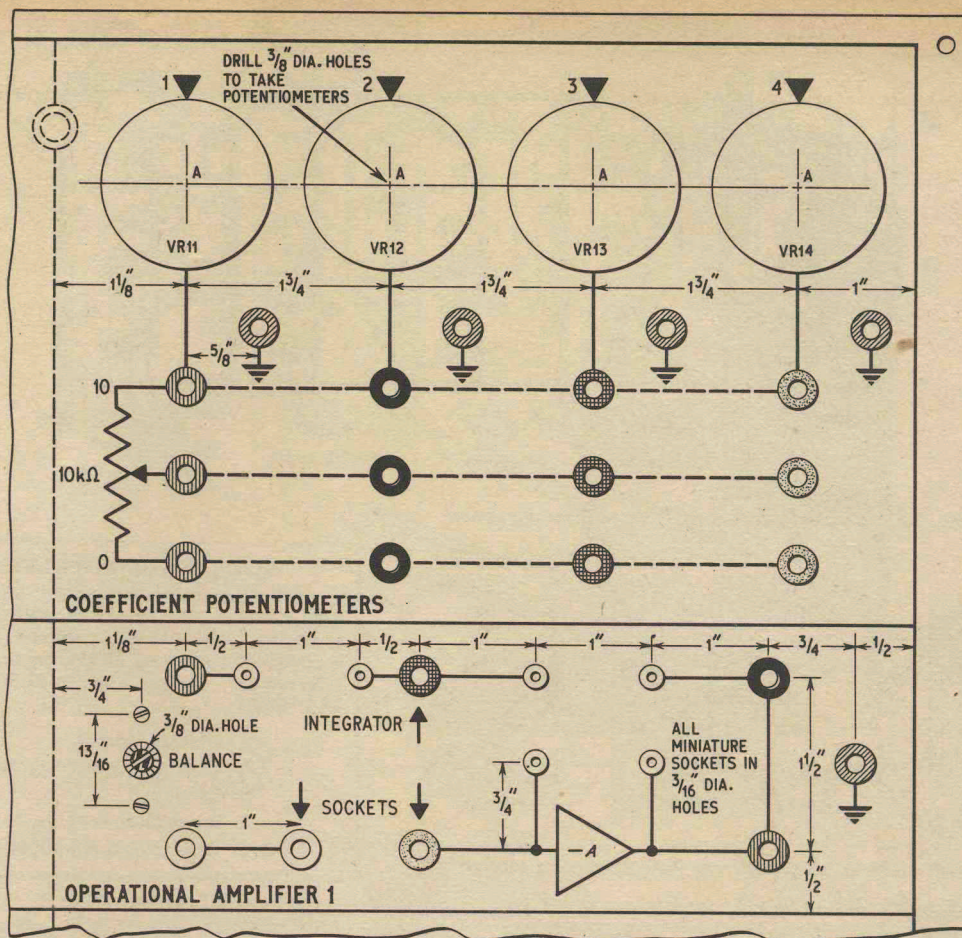 DRILL 3/8" DIA. HOLES
TO TAKE
POTENTIOMETERS
1 2 3 4
A A A A
VR11 VR12 VR13 VR14
1 1/8" 1 3/4" 1 3/4" 1 3/4" 1"
5/8"
10
10kΩ
0
COEFFICIENT POTENTIOMETERS
1 1/8" 1/2" 1" 1/2" 1" 1" 1" 3/4 1/2"
3/4"
3/8" DIA. HOLE
INTEGRATOR
13/16"
BALANCE
ALL
MINIATURE
SOCKETS IN
3/16" DIA.
HOLES
1 1/2"
3/4"
SOCKETS
1"
–A
1/2"
OPERATIONAL AMPLIFIER 1